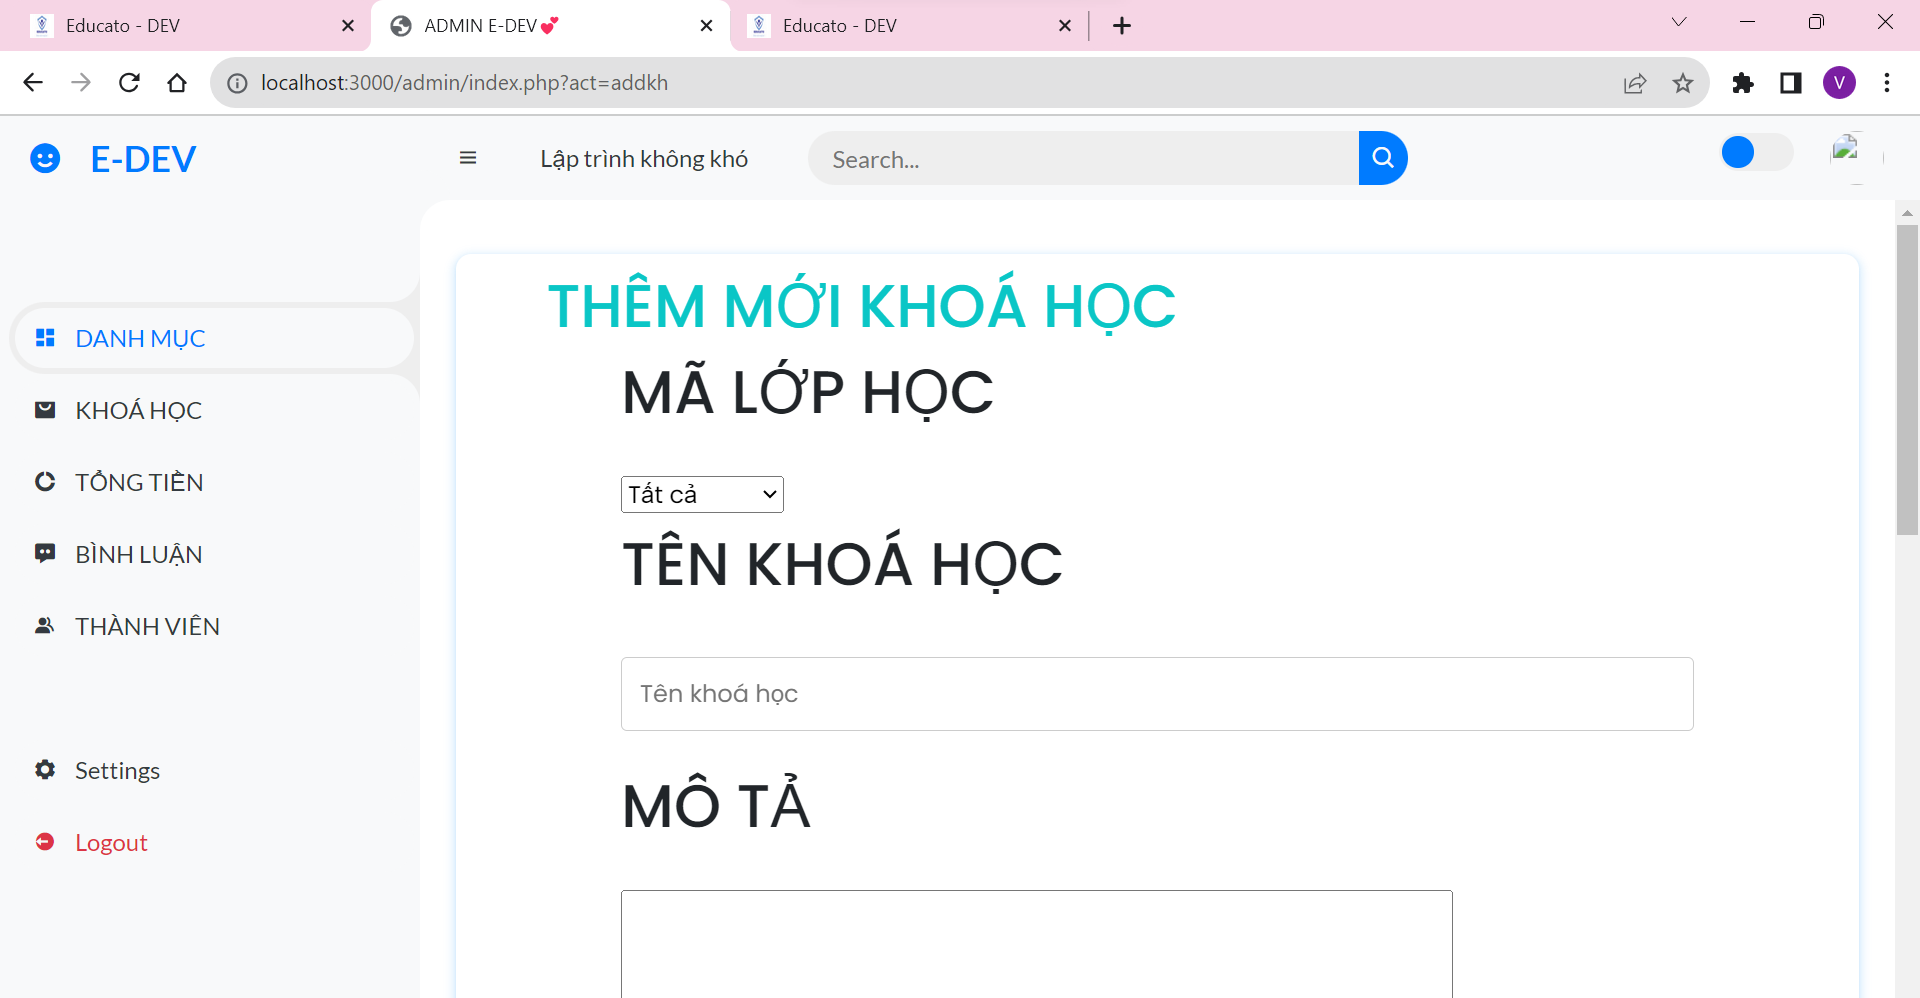 Educato - DEV
ADMIN E-DEV💕
Educato - DEV
localhost:3000/admin/index.php?act=addkh
V
E-DEV
Lập trình không khó
Search...
DANH MỤC
KHOÁ HỌC
TỔNG TIỀN
BÌNH LUẬN
THÀNH VIÊN
Settings
Logout
THÊM MỚI KHOÁ HỌC
MÃ LỚP HỌC
Tất cả
TÊN KHOÁ HỌC
Tên khoá học
MÔ TẢ